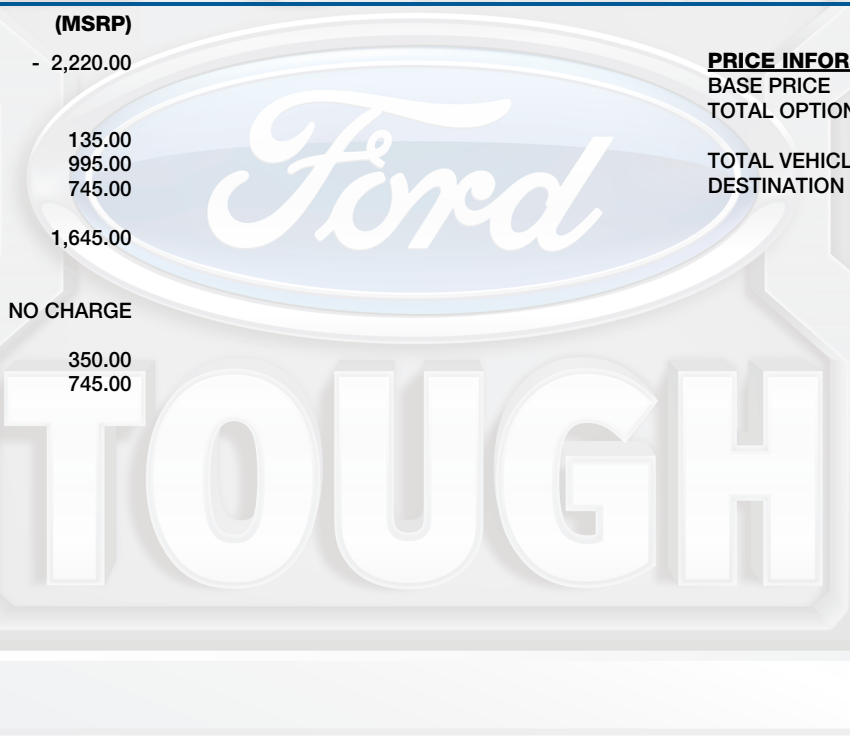 (MSRP)
- 2,220.00
135.00
995.00
745.00
1,645.00
NO CHARGE
350.00
745.00
PRICE INFOR
BASE PRICE
TOTAL OPTION
TOTAL VEHICL
DESTINATION
Ford
TOUGH